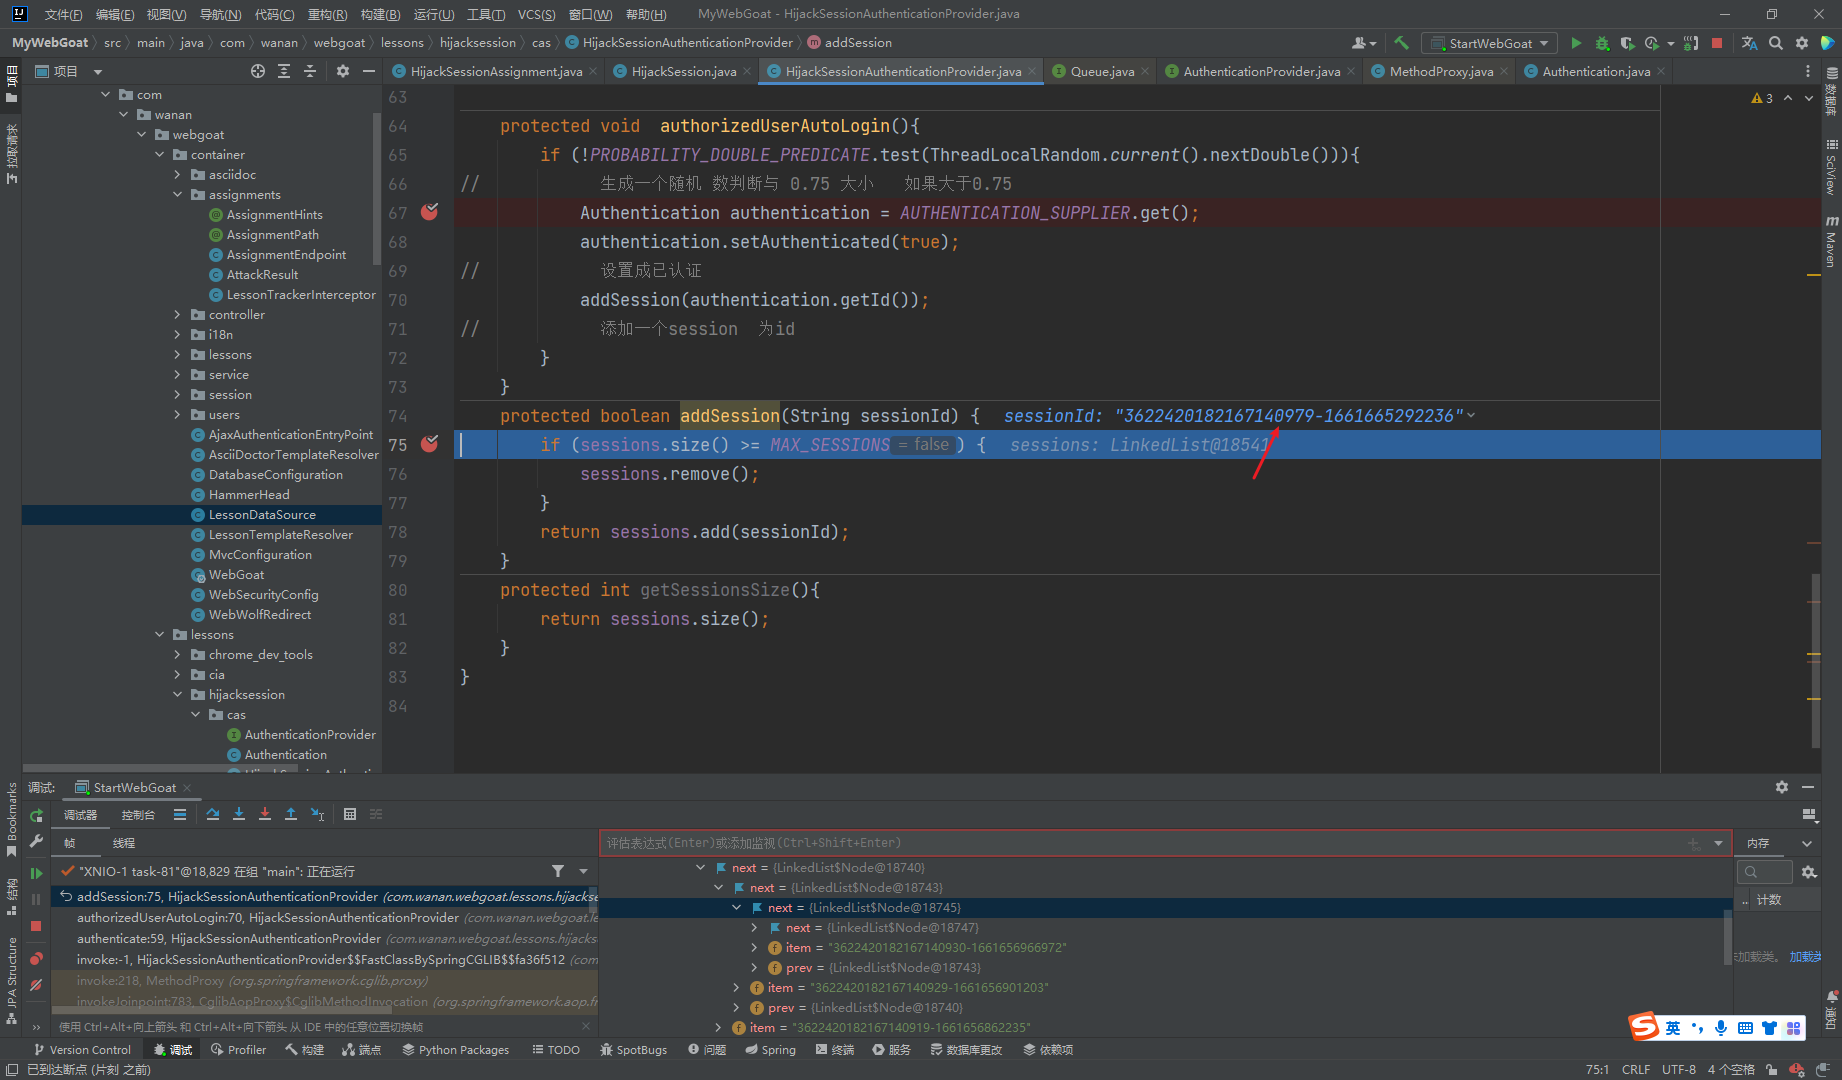 文件(F) 编辑(E) 视图(V) 导航(N) 代码(C) 重构(R) 构建(B) 运行(U) 工具(T) VCS(S) 窗口(W) 帮助(H) MyWebGoat - HijackSessionAuthenticationProvider.java
MyWebGoat src main java com wanan webgoat lessons hijacksession cas HijackSessionAuthenticationProvider addSession StartWebGoat
项目 HijackSessionAssignment.java HijackSession.java HijackSessionAuthenticationProvider.java Queue.java AuthenticationProvider.java MethodProxy.java Authentication.java
项目
拉取请求
com
wanan
webgoat
container
asciidoc
assignments
AssignmentHints
AssignmentPath
AssignmentEndpoint
AttackResult
LessonTrackerInterceptor
controller
i18n
lessons
service
session
users
AjaxAuthenticationEntryPoint
AsciiDoctorTemplateResolver
DatabaseConfiguration
HammerHead
LessonDataSource
LessonTemplateResolver
MvcConfiguration
WebGoat
WebSecurityConfig
WebWolfRedirect
lessons
chrome_dev_tools
cia
hijacksession
cas
AuthenticationProvider
Authentication
3
63
64 protected void authorizedUserAutoLogin(){
65 if (!PROBABILITY_DOUBLE_PREDICATE.test(ThreadLocalRandom.current().nextDouble())){
66 // 生成一个随机 数判断与 0.75 大小 如果大于0.75
67 Authentication authentication = AUTHENTICATION_SUPPLIER.get();
68 authentication.setAuthenticated(true);
69 // 设置成已认证
70 addSession(authentication.getId());
71 // 添加一个session 为id
72 }
73 }
74 protected boolean addSession(String sessionId) { sessionId: "3622420182167140979-1661665292236"
75 if (sessions.size() >= MAX_SESSIONS = false ) { sessions: LinkedList@18541
76 sessions.remove();
77 }
78 return sessions.add(sessionId);
79 }
80 protected int getSessionsSize(){
81 return sessions.size();
82 }
83 }
84
数据库
SciView
Maven
Bookmarks
结构
JPA Structure
通知
调试: StartWebGoat
调试器 控制台
帧 线程
"XNIO-1 task-81"@18,829 在组 "main": 正在运行
addSession:75, HijackSessionAuthenticationProvider (com.wanan.webgoat.lessons.hijackse
authorizedUserAutoLogin:70, HijackSessionAuthenticationProvider (com.wanan.webgoat.le
authenticate:59, HijackSessionAuthenticationProvider (com.wanan.webgoat.lessons.hijacks
invoke:-1, HijackSessionAuthenticationProvider$$FastClassBySpringCGLIB$$fa36f512 (com
invoke:218, MethodProxy (org.springframework.cglib.proxy)
invokeJoinpoint:783, CglibAopProxy$CglibMethodInvocation (org.springframework.aop.fr
使用 Ctrl+Alt+向上箭头 和 Ctrl+Alt+向下箭头 从 IDE 中的任意位置切换帧
评估表达式(Enter)或添加监视(Ctrl+Shift+Enter)
next = {LinkedList$Node@18740}
next = {LinkedList$Node@18743}
next = {LinkedList$Node@18745}
next = {LinkedList$Node@18747}
item = "3622420182167140930-1661656966972"
prev = {LinkedList$Node@18743}
item = "3622420182167140929-1661656901203"
prev = {LinkedList$Node@18740}
item = "3622420182167140919-1661656862235"
内存
.. 计数
加载类。 加载类
英
Version Control 调试 Profiler 构建 端点 Python Packages TODO SpotBugs 问题 Spring 终端 服务 数据库更改 依赖项
已到达断点 (片刻 之前) 75:1 CRLF UTF-8 4 个空格